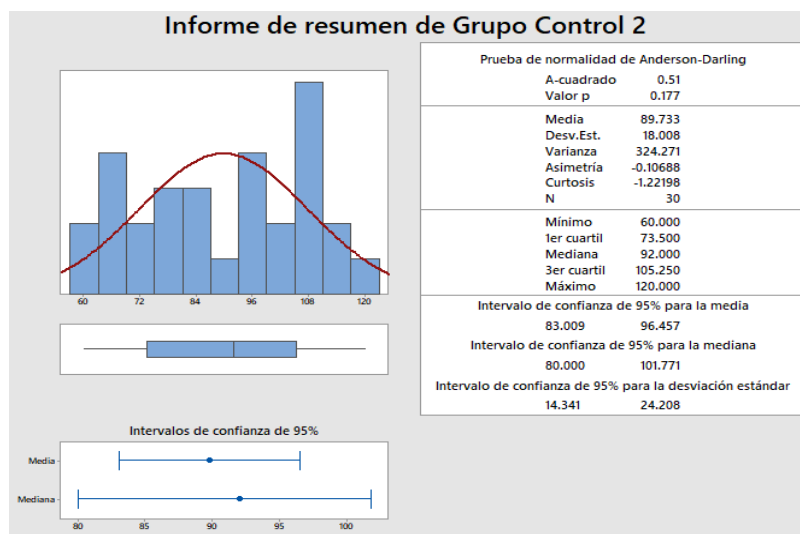 Informe de resumen de Grupo Control 2
60 72 84 96 108 120
Intervalos de confianza de 95%
Media
Mediana
80 85 90 95 100
Prueba de normalidad de Anderson-Darling
A-cuadrado 0.51
Valor p 0.177
Media 89.733
Desv.Est. 18.008
Varianza 324.271
Asimetría -0.10688
Curtosis -1.22198
N 30
Mínimo 60.000
1er cuartil 73.500
Mediana 92.000
3er cuartil 105.250
Máximo 120.000
Intervalo de confianza de 95% para la media
83.009 96.457
Intervalo de confianza de 95% para la mediana
80.000 101.771
Intervalo de confianza de 95% para la desviación estándar
14.341 24.208